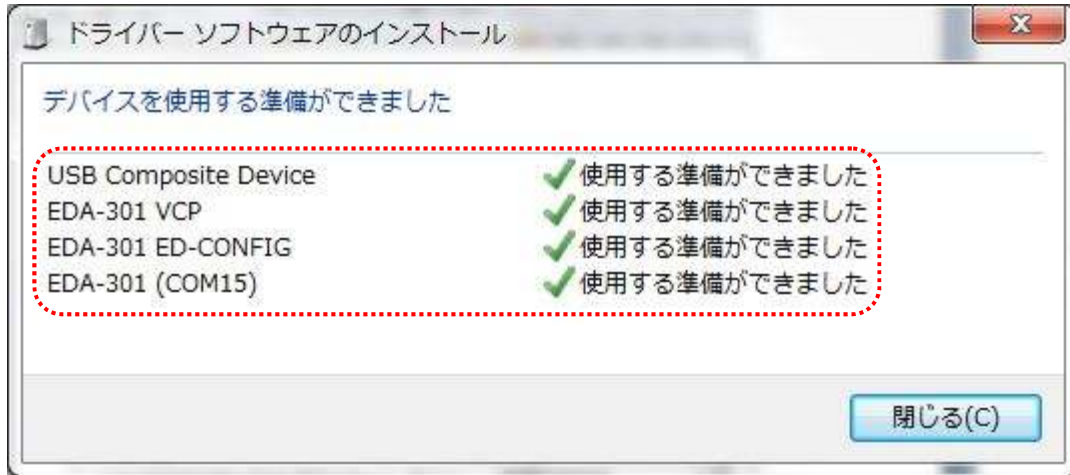 ドライバー ソフトウェアのインストール
X
デバイスを使用する準備ができました
USB Composite Device 使用する準備ができました
EDA-301 VCP 使用する準備ができました
EDA-301 ED-CONFIG 使用する準備ができました
EDA-301 (COM15) 使用する準備ができました
閉じる(C)